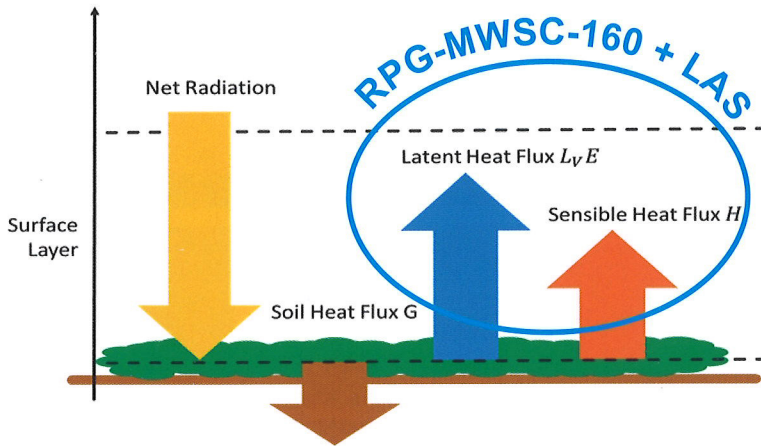 RPG-MWSC-160 + LAS
Net Radiation
Latent Heat Flux L_V E
Sensible Heat Flux H
Surface
Layer
Soil Heat Flux G